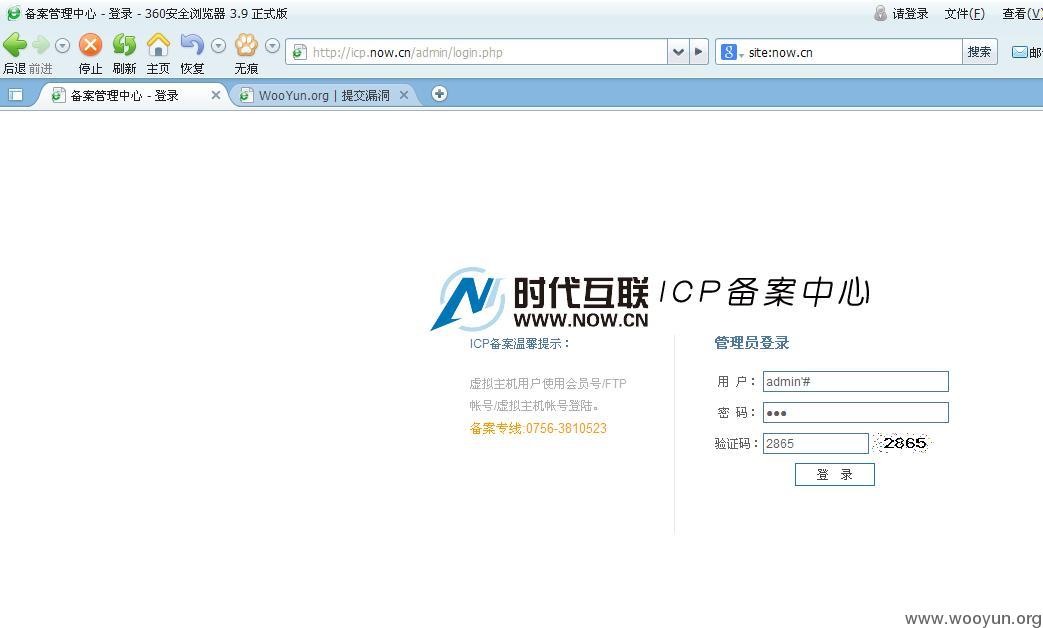 备案管理中心 - 登录 - 360安全浏览器 3.9 正式版
请登录 文件(F) 查看(V)
后退 前进 停止 刷新 主页 恢复 无痕
http://icp.now.cn/admin/login.php
site:now.cn 搜索 邮
备案管理中心 - 登录
WooYun.org | 提交漏洞
时代互联 ICP备案中心
WWW.NOW.CN
ICP备案温馨提示：
虚拟主机用户使用会员号/FTP
帐号/虚拟主机帐号登陆。
备案专线:0756-3810523
管理员登录
用 户： admin'#
密 码： ●●●
验证码： 2865 2865
登 录
www.wooyun.org